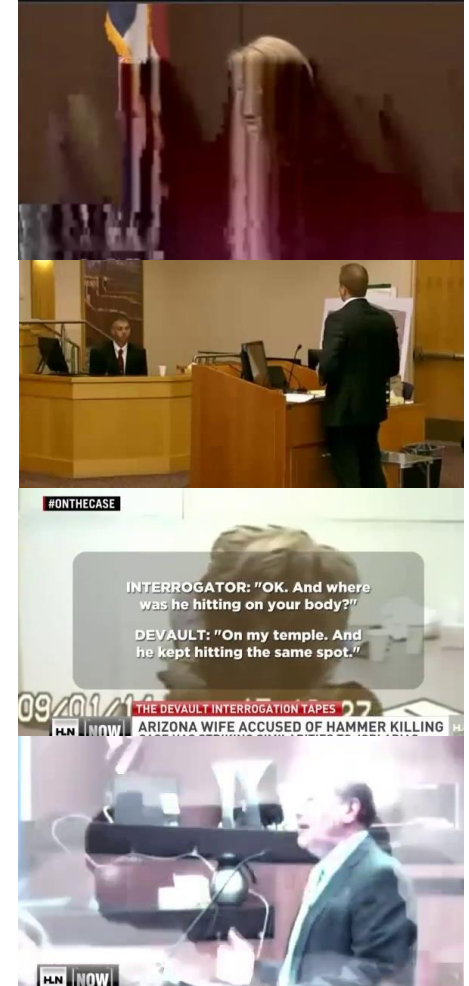 #ONTHECASE
INTERROGATOR: "OK. And where
was he hitting on your body?"
DEVAULT: "On my temple. And
he kept hitting the same spot."
THE DEVAULT INTERROGATION TAPES
HLN NOW ARIZONA WIFE ACCUSED OF HAMMER KILLING
HLN NOW